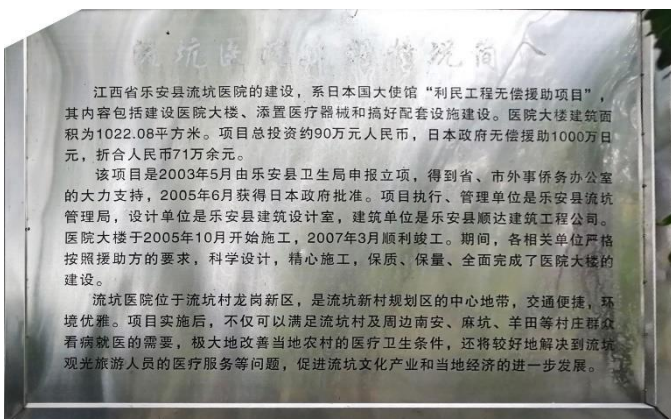 流坑医院
江西省乐安县流坑医院的建设，系日本国大使馆“利民工程无偿援助项目”，
其内容包括建设医院大楼、添置医疗器械和搞好配套设施建设。医院大楼建筑面
积为1022.08平方米。项目总投资约90万元人民币，日本政府无偿援助1000万日
元，折合人民币71万余元。
该项目是2003年5月由乐安县卫生局申报立项，得到省、市外事侨务办公室
的大力支持，2005年6月获得日本政府批准。项目执行、管理单位是乐安县流坑
管理局，设计单位是乐安县建筑设计室，建筑单位是乐安县顺达建筑工程公司。
医院大楼于2005年10月开始施工，2007年3月顺利竣工。期间，各相关单位严格
按照援助方的要求，科学设计，精心施工，保质、保量、全面完成了医院大楼的
建设。
流坑医院位于流坑村龙岗新区，是流坑新村规划区的中心地带，交通便捷，环
境优雅。项目实施后，不仅可以满足流坑村及周边南安、麻坑、羊田等村庄群众
看病就医的需要，极大地改善当地农村的医疗卫生条件，还将较好地解决到流坑
观光旅游人员的医疗服务等问题，促进流坑文化产业和当地经济的进一步发展。